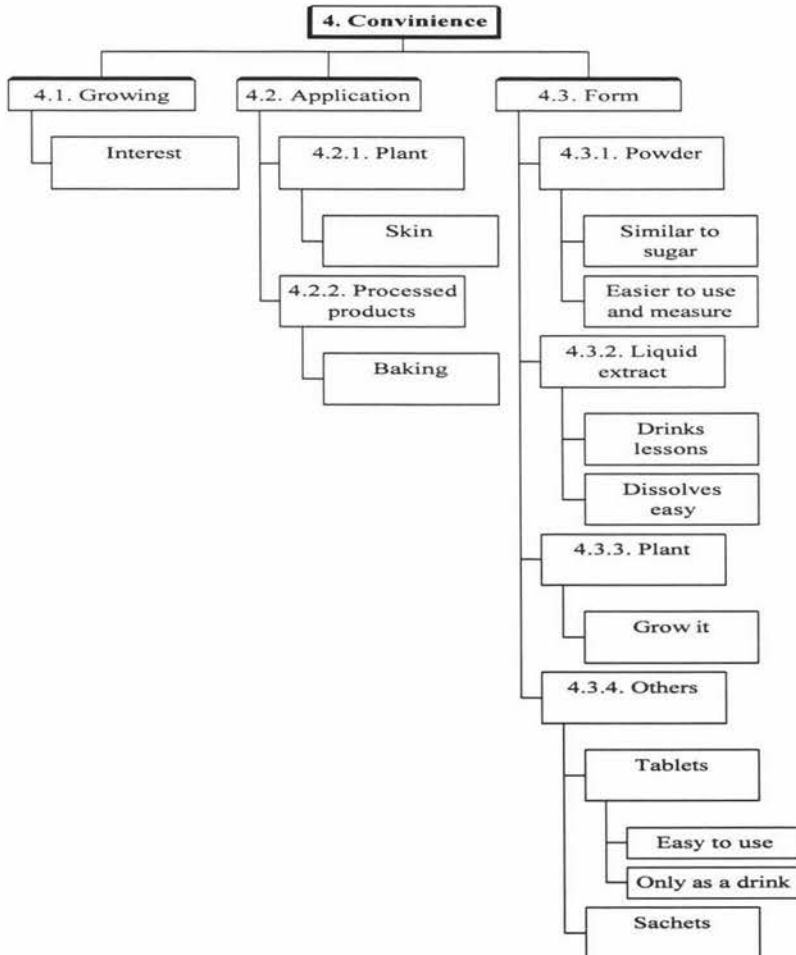 4. Convinience
4.1. Growing
Interest
4.2. Application
4.2.1. Plant
Skin
4.2.2. Processed
products
Baking
4.3. Form
4.3.1. Powder
Similar to
sugar
Easier to use
and measure
4.3.2. Liquid
extract
Drinks
lessons
Dissolves
easy
4.3.3. Plant
Grow it
4.3.4. Others
Tablets
Easy to use
Only as a drink
Sachets